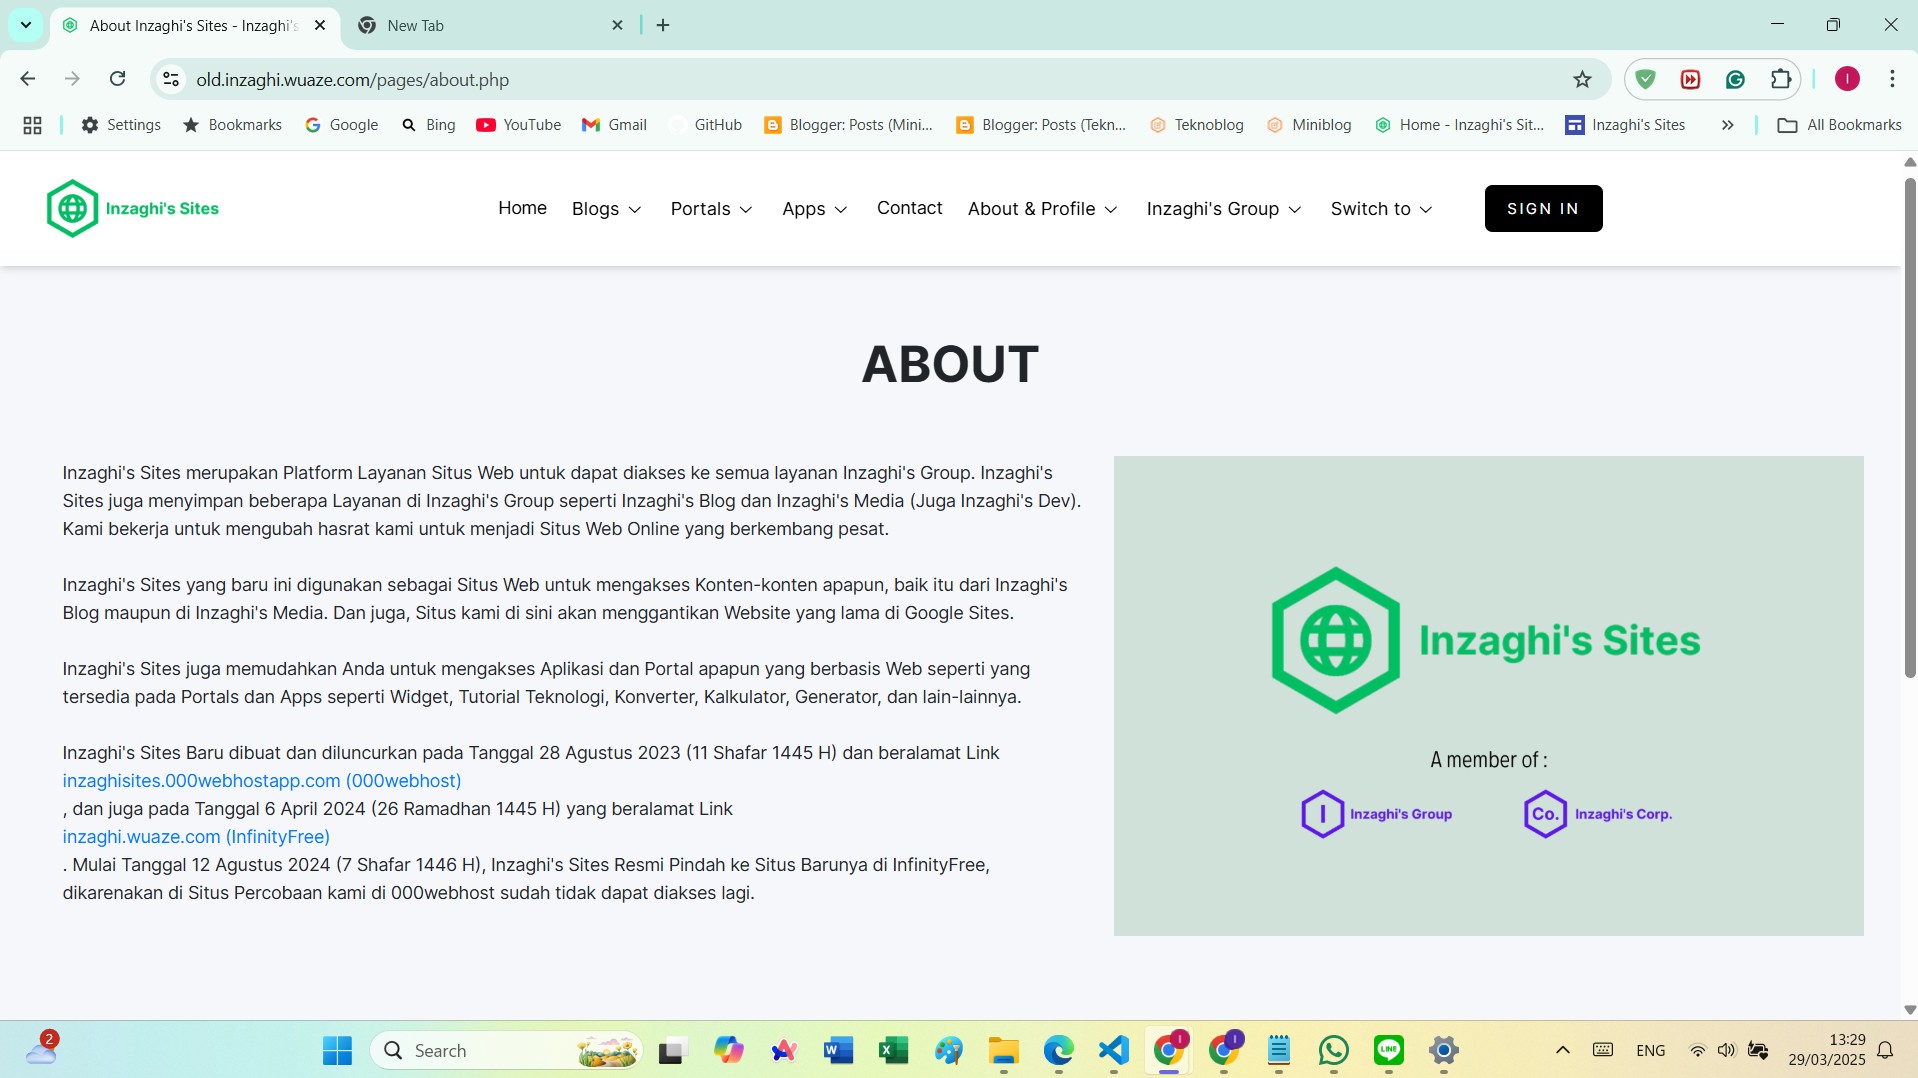 About Inzaghi's Sites - Inzaghi's
New Tab
old.inzaghi.wuaze.com/pages/about.php
I
Settings
Bookmarks
Google
Bing
YouTube
Gmail
GitHub
Blogger: Posts (Mini...
Blogger: Posts (Tekn...
Teknoblog
Miniblog
Home - Inzaghi's Sit...
Inzaghi's Sites
All Bookmarks
Inzaghi's Sites
Home
Blogs
Portals
Apps
Contact
About & Profile
Inzaghi's Group
Switch to
SIGN IN
ABOUT
Inzaghi's Sites merupakan Platform Layanan Situs Web untuk dapat diakses ke semua layanan Inzaghi's Group. Inzaghi's
Sites juga menyimpan beberapa Layanan di Inzaghi's Group seperti Inzaghi's Blog dan Inzaghi's Media (Juga Inzaghi's Dev).
Kami bekerja untuk mengubah hasrat kami untuk menjadi Situs Web Online yang berkembang pesat.
Inzaghi's Sites yang baru ini digunakan sebagai Situs Web untuk mengakses Konten-konten apapun, baik itu dari Inzaghi's
Blog maupun di Inzaghi's Media. Dan juga, Situs kami di sini akan menggantikan Website yang lama di Google Sites.
Inzaghi's Sites juga memudahkan Anda untuk mengakses Aplikasi dan Portal apapun yang berbasis Web seperti yang
tersedia pada Portals dan Apps seperti Widget, Tutorial Teknologi, Konverter, Kalkulator, Generator, dan lain-lainnya.
Inzaghi's Sites Baru dibuat dan diluncurkan pada Tanggal 28 Agustus 2023 (11 Shafar 1445 H) dan beralamat Link
inzaghisites.000webhostapp.com (000webhost)
, dan juga pada Tanggal 6 April 2024 (26 Ramadhan 1445 H) yang beralamat Link
inzaghi.wuaze.com (InfinityFree)
. Mulai Tanggal 12 Agustus 2024 (7 Shafar 1446 H), Inzaghi's Sites Resmi Pindah ke Situs Barunya di InfinityFree,
dikarenakan di Situs Percobaan kami di 000webhost sudah tidak dapat diakses lagi.
Inzaghi's Sites
A member of :
I Inzaghi's Group
Co. Inzaghi's Corp.
2
Search
I
I
LINE
ENG
13:29
29/03/2025